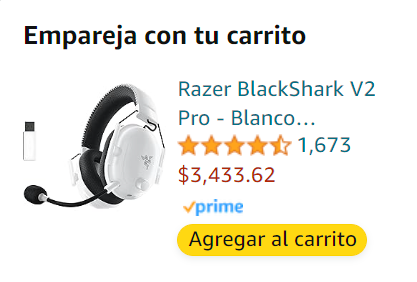 Empareja con tu carrito
Razer BlackShark V2
Pro - Blanco...
1,673
$3,433.62
prime
Agregar al carrito